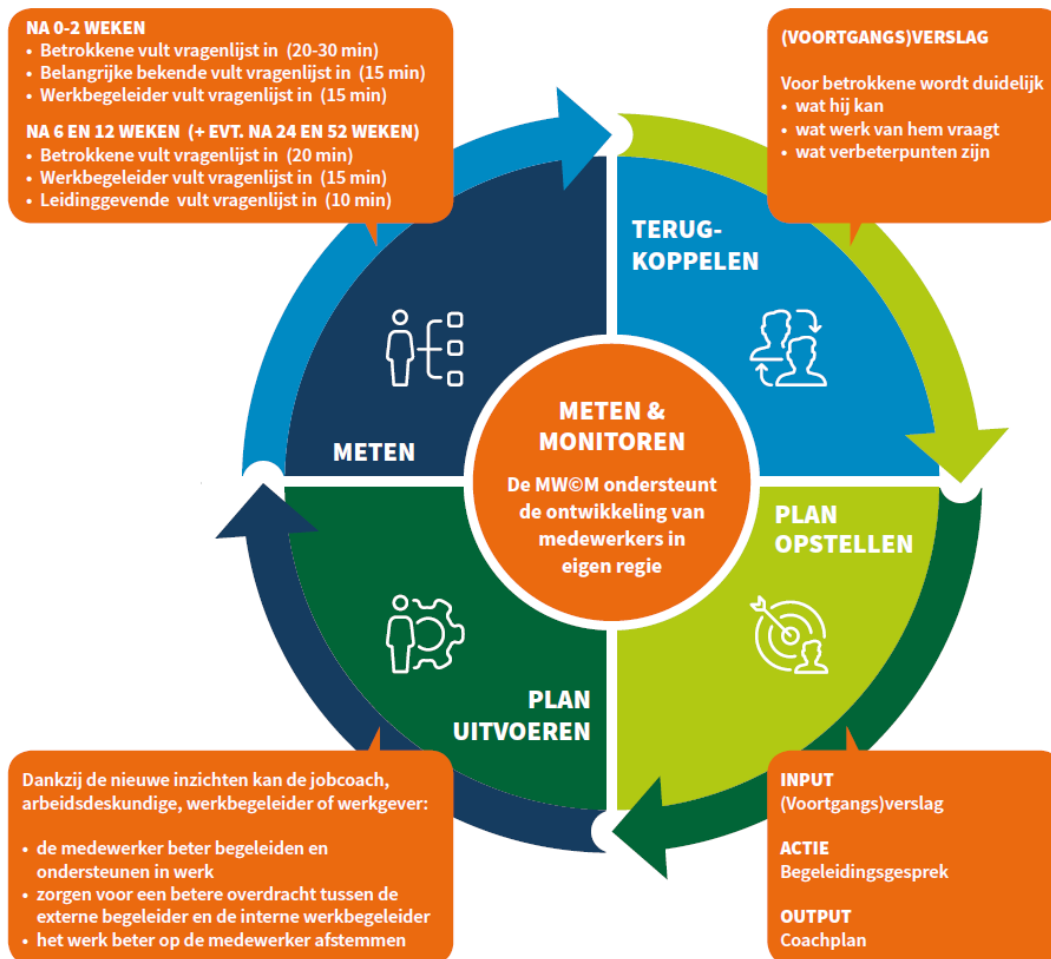 NA 0-2 WEKEN
• Betrokkene vult vragenlijst in (20-30 min)
• Belangrijke bekende vult vragenlijst in (15 min)
• Werkbegeleider vult vragenlijst in (15 min)
NA 6 EN 12 WEKEN (+ EVT. NA 24 EN 52 WEKEN)
• Betrokkene vult vragenlijst in (20 min)
• Werkbegeleider vult vragenlijst in (15 min)
• Leidinggevende vult vragenlijst in (10 min)
(VOORTGANGS)VERSLAG
Voor betrokkene wordt duidelijk
• wat hij kan
• wat werk van hem vraagt
• wat verbeterpunten zijn
METEN
TERUG-
KOPPELEN
METEN &
MONITOREN
De MW©M ondersteunt
de ontwikkeling van
medewerkers in
eigen regie
PLAN
OPSTELLEN
PLAN
UITVOEREN
Dankzij de nieuwe inzichten kan de jobcoach,
arbeidsdeskundige, werkbegeleider of werkgever:
• de medewerker beter begeleiden en
ondersteunen in werk
• zorgen voor een betere overdracht tussen de
externe begeleider en de interne werkbegeleider
• het werk beter op de medewerker afstemmen
INPUT
(Voortgangs)verslag
ACTIE
Begeleidingsgesprek
OUTPUT
Coachplan